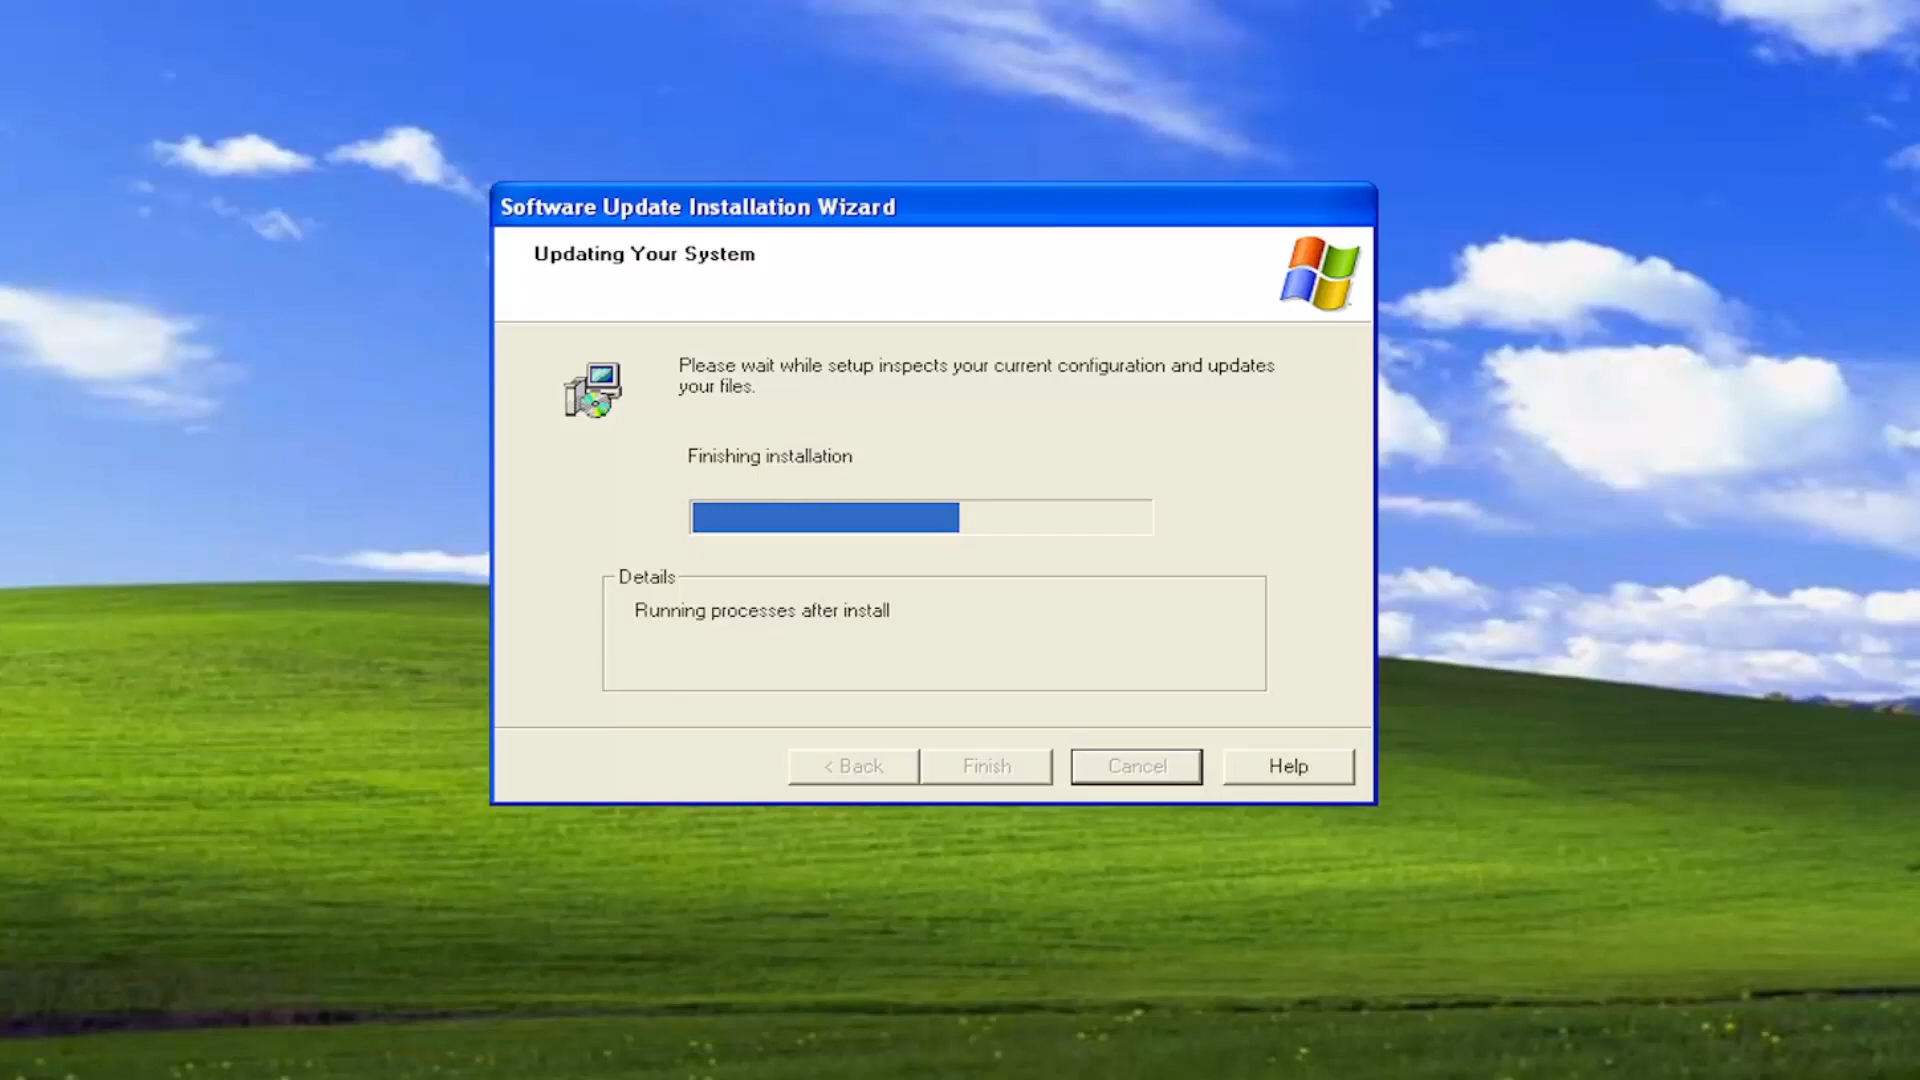 Software Update Installation Wizard
Updating Your System
Please wait while setup inspects your current configuration and updates
your files.
Finishing installation
Details
Running processes after install
< Back
Finish
Cancel
Help